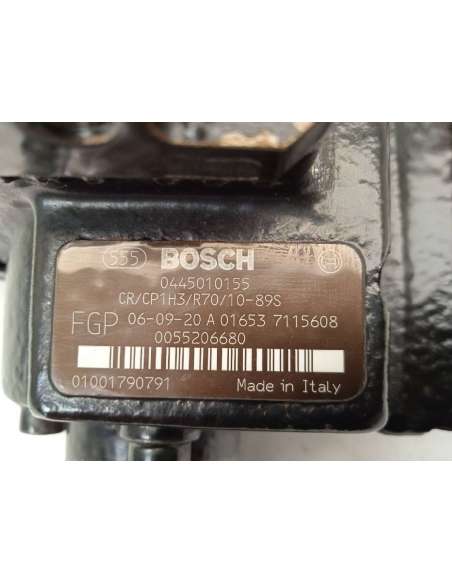 555 BOSCH
0445010155
CR/CP1H3/R70/10-89S
FGP 06-09-20 A 01653 7115608
0055206680
01001790791 Made in Italy